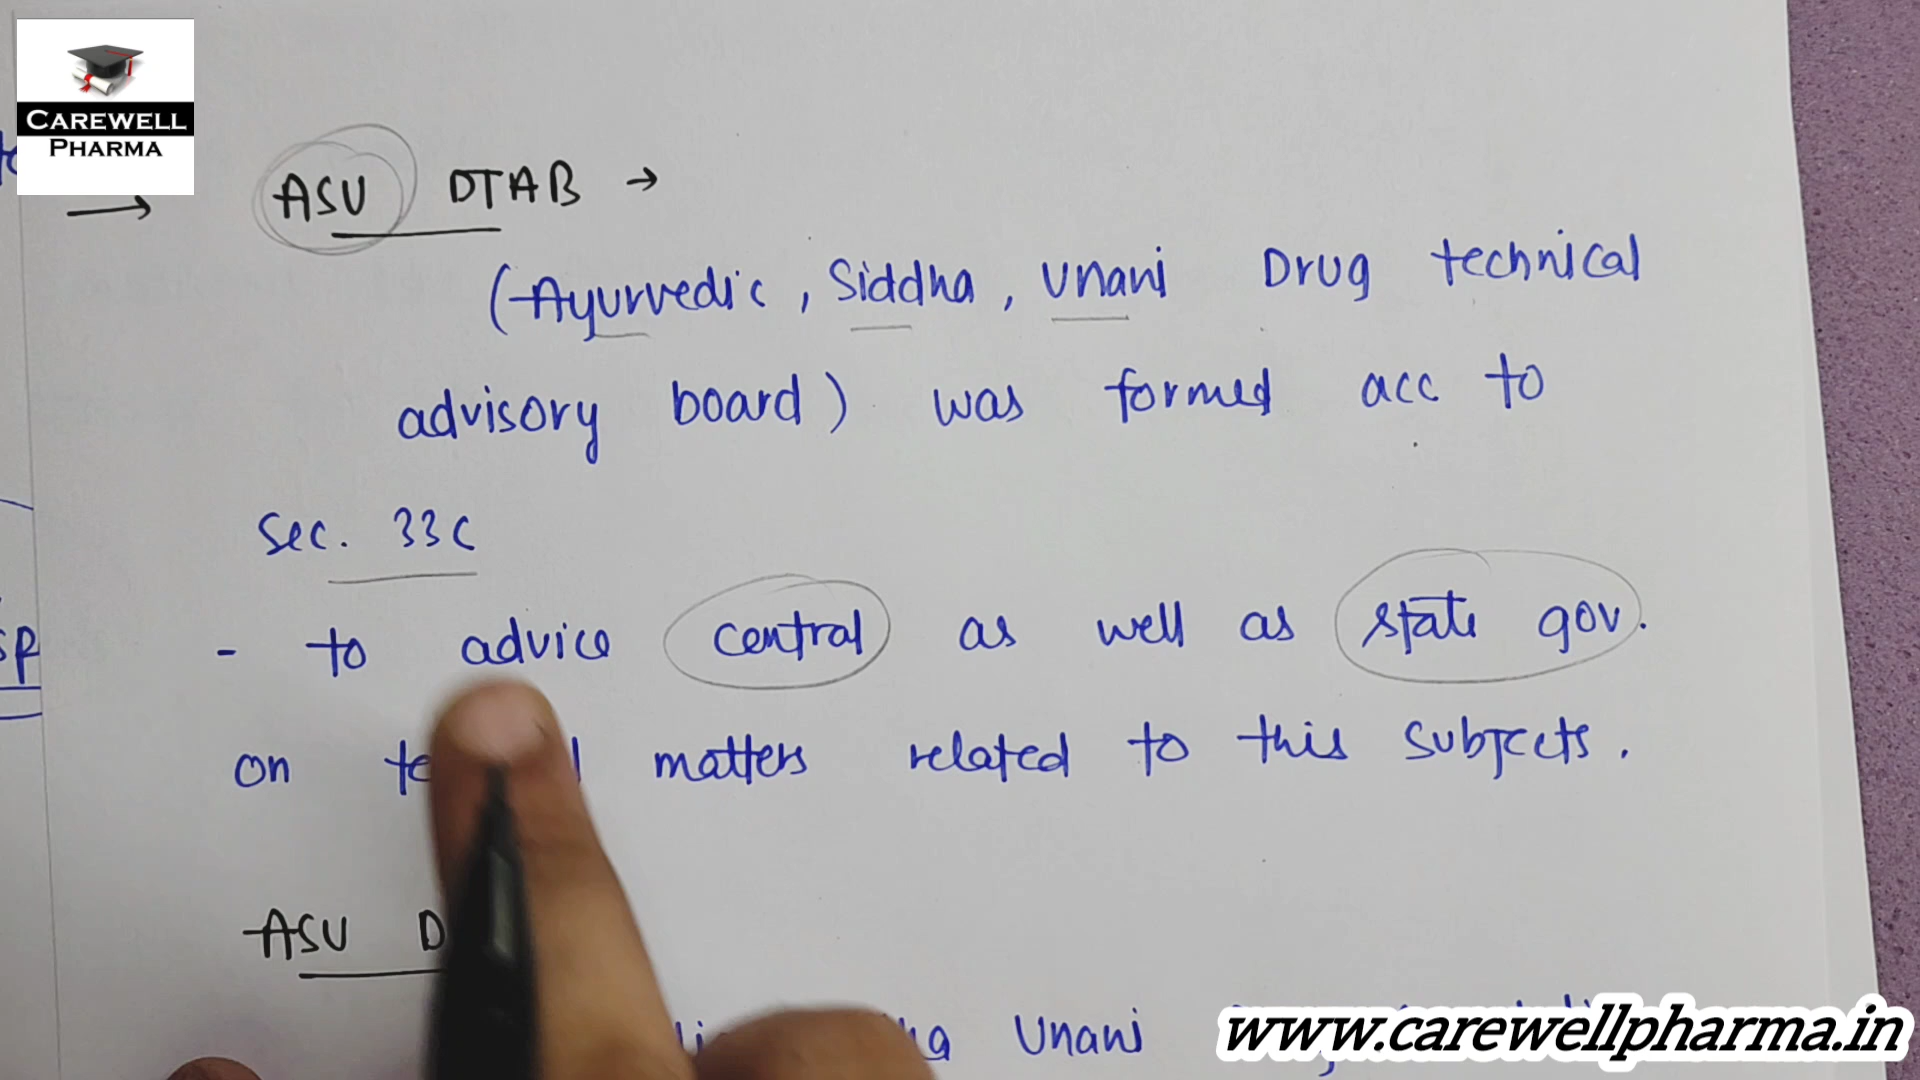 CAREWELL
PHARMA
ASU DTAB →
(Ayurvedic, Siddha, Unani Drug technical
advisory board) was formed acc to
Sec. 33C
- to advice central as well as state gov.
on matters related to this subjects.
ASU D
Unani
www.carewellpharma.in